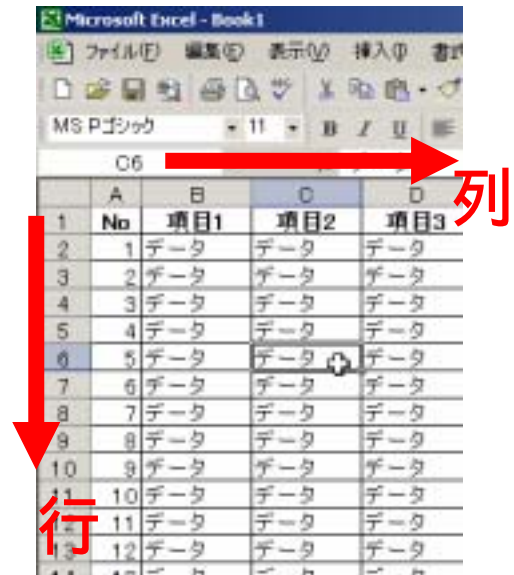 Microsoft Excel - Book1
ファイル(F) 編集(E) 表示(V) 挿入(I) 書式
MS Pゴシック 11 B I U
C6
列
A B C D
1 No 項目1 項目2 項目3
2 1 データ データ データ
3 2 データ データ データ
4 3 データ データ データ
5 4 データ データ データ
6 5 データ データ データ
7 6 データ データ データ
8 7 データ データ データ
9 8 データ データ データ
10 9 データ データ データ
11 10 データ データ データ
12 11 データ データ データ
13 12 データ データ データ
行